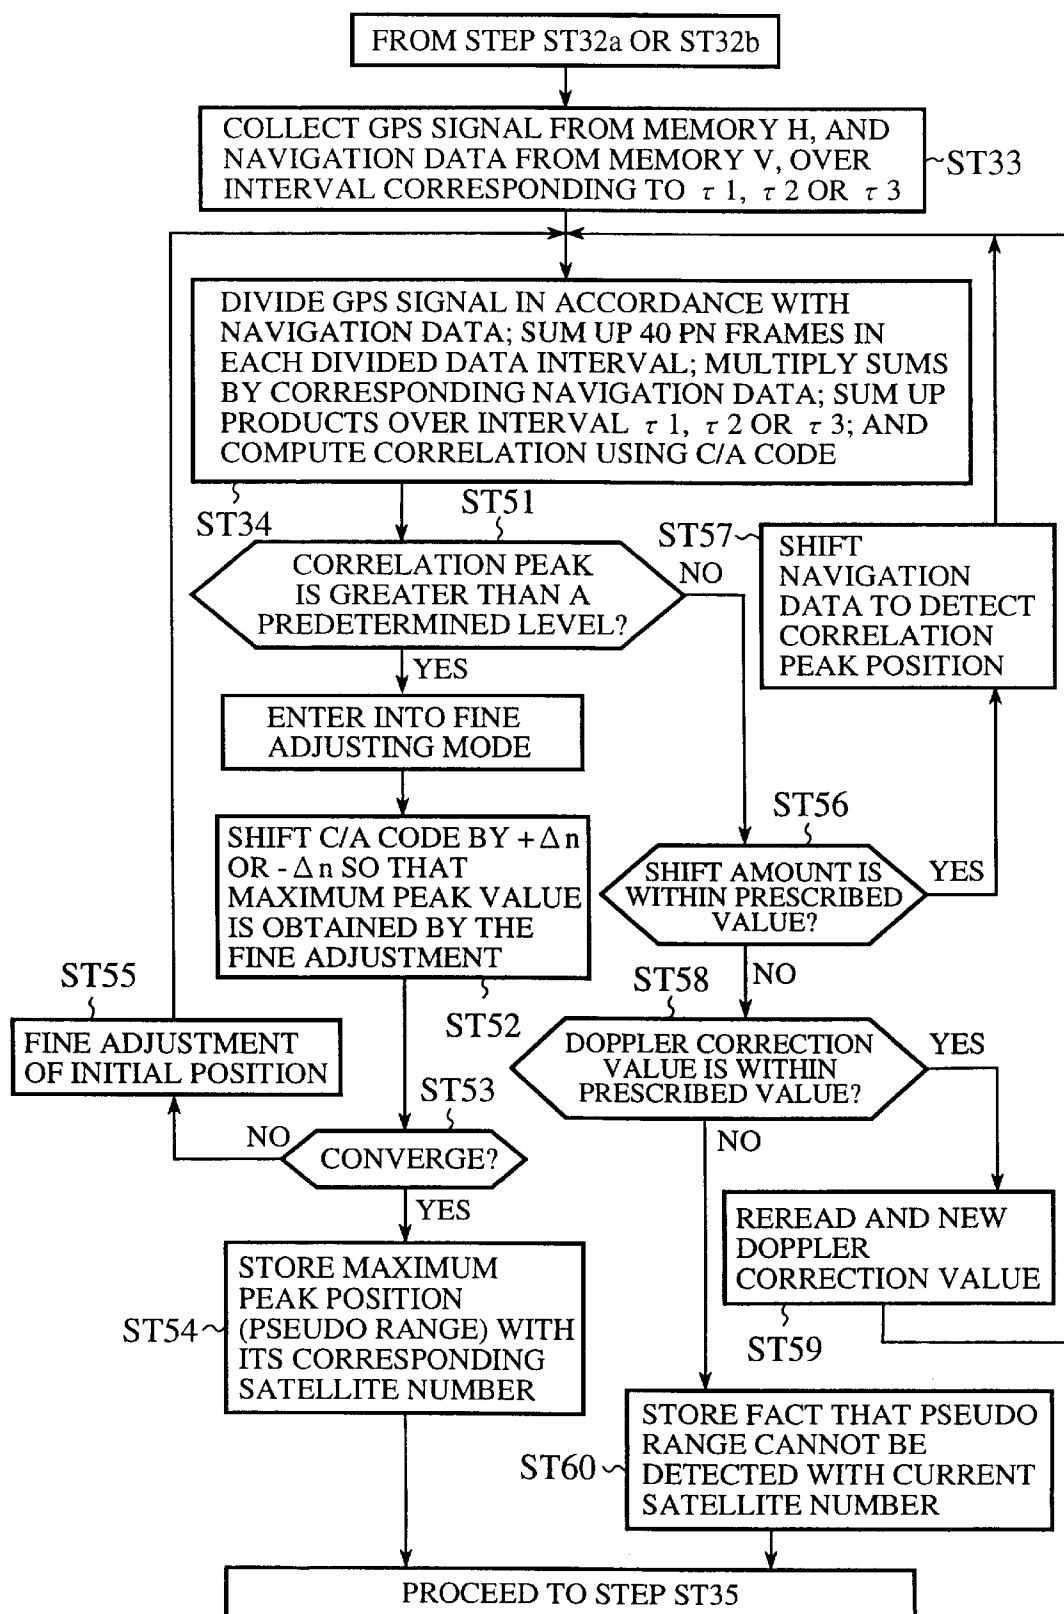 FROM STEP ST32a OR ST32b
COLLECT GPS SIGNAL FROM MEMORY H, AND
NAVIGATION DATA FROM MEMORY V, OVER
INTERVAL CORRESPONDING TO τ1, τ2 OR τ3
ST33
DIVIDE GPS SIGNAL IN ACCORDANCE WITH
NAVIGATION DATA; SUM UP 40 PN FRAMES IN
EACH DIVIDED DATA INTERVAL; MULTIPLY SUMS
BY CORRESPONDING NAVIGATION DATA; SUM UP
PRODUCTS OVER INTERVAL τ1, τ2 OR τ3; AND
COMPUTE CORRELATION USING C/A CODE
ST34
ST51
CORRELATION PEAK
IS GREATER THAN A
PREDETERMINED LEVEL?
NO
YES
ST57
SHIFT
NAVIGATION
DATA TO DETECT
CORRELATION
PEAK POSITION
ENTER INTO FINE
ADJUSTING MODE
SHIFT C/A CODE BY +Δn
OR -Δn SO THAT
MAXIMUM PEAK VALUE
IS OBTAINED BY THE
FINE ADJUSTMENT
ST52
ST56
SHIFT AMOUNT IS
WITHIN PRESCRIBED
VALUE?
YES
NO
ST55
FINE ADJUSTMENT
OF INITIAL POSITION
ST58
DOPPLER CORRECTION
VALUE IS WITHIN
PRESCRIBED VALUE?
YES
NO
ST53
CONVERGE?
NO
YES
REREAD AND NEW
DOPPLER
CORRECTION VALUE
ST59
STORE MAXIMUM
PEAK POSITION
(PSEUDO RANGE) WITH
ITS CORRESPONDING
SATELLITE NUMBER
ST54
STORE FACT THAT PSEUDO
RANGE CANNOT BE
DETECTED WITH CURRENT
SATELLITE NUMBER
ST60
PROCEED TO STEP ST35